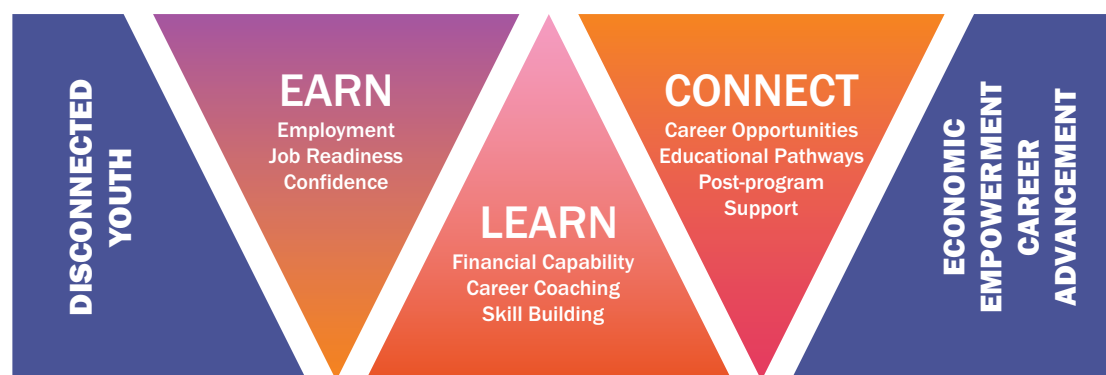 DISCONNECTED
YOUTH
EARN
Employment
Job Readiness
Confidence
LEARN
Financial Capability
Career Coaching
Skill Building
CONNECT
Career Opportunities
Educational Pathways
Post-program
Support
ECONOMIC
EMPOWERMENT
CAREER
ADVANCEMENT